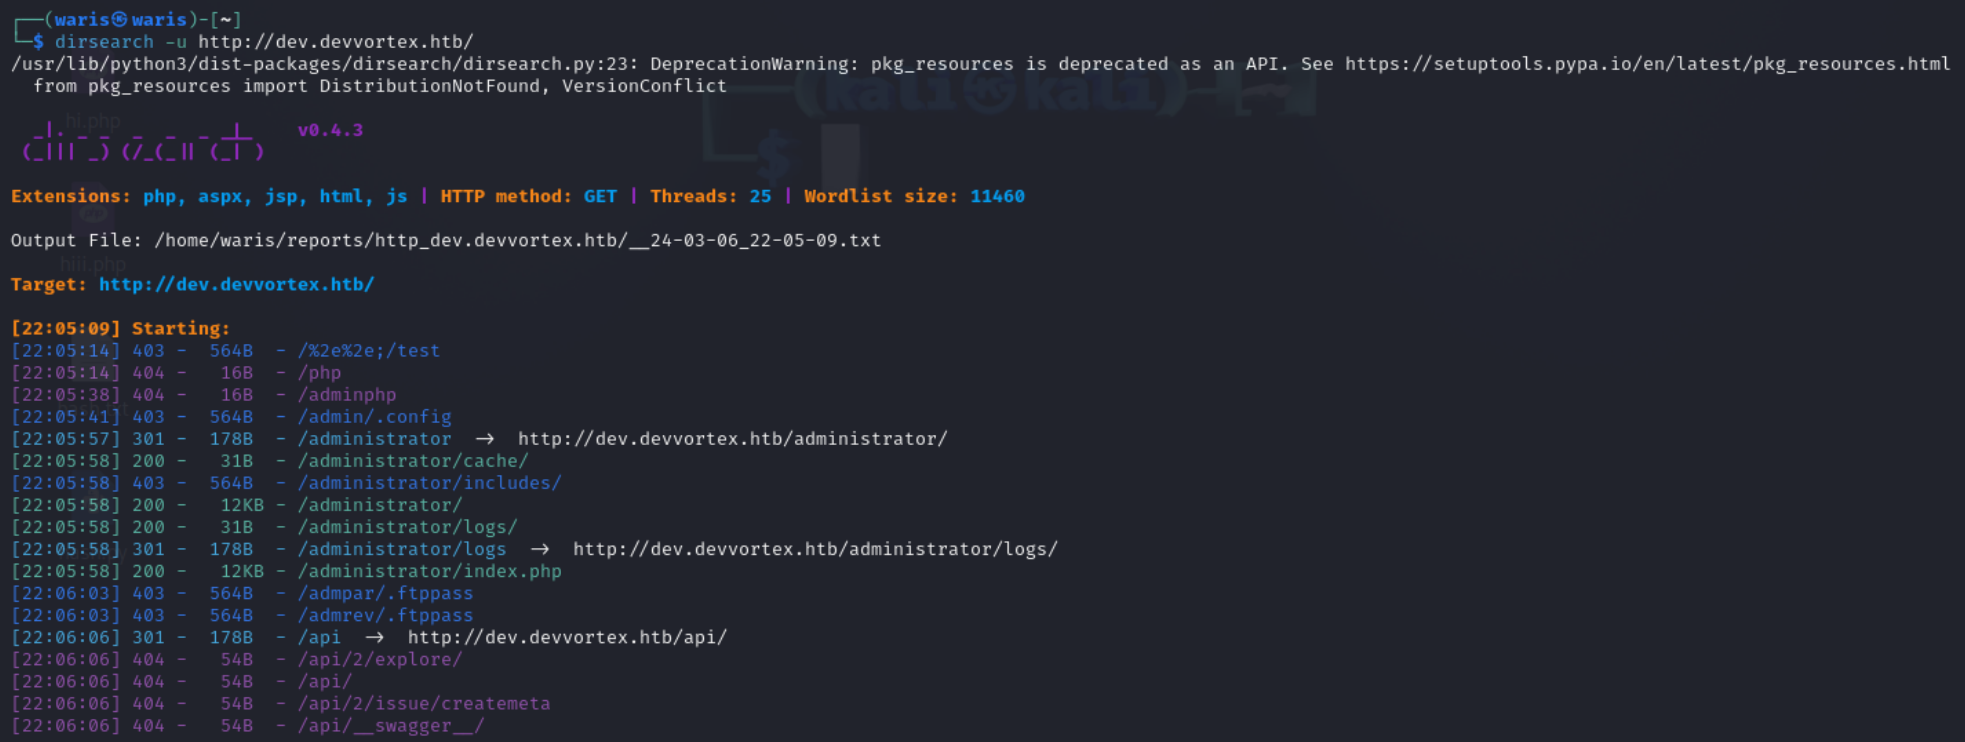 (waris㉿waris)-[~]
$ dirsearch -u http://dev.devvortex.htb/
/usr/lib/python3/dist-packages/dirsearch/dirsearch.py:23: DeprecationWarning: pkg_resources is deprecated as an API. See https://setuptools.pypa.io/en/latest/pkg_resources.html
from pkg_resources import DistributionNotFound, VersionConflict
(kali㉿kali)-[~]
hi.php
_|. _ _  _  _  _ _|_    v0.4.3
(_||| _) (/_(_|| (_| )
$
Extensions: php, aspx, jsp, html, js | HTTP method: GET | Threads: 25 | Wordlist size: 11460
php
Output File: /home/waris/reports/http_dev.devvortex.htb/__24-03-06_22-05-09.txt
hiii.php
Target: http://dev.devvortex.htb/
[22:05:09] Starting:
[22:05:14] 403 -  564B  - /%2e%2e;/test
[22:05:14] 404 -   16B  - /php
[22:05:38] 404 -   16B  - /adminphp
[22:05:41] 403 -  564B  - /admin/.config
[22:05:57] 301 -  178B  - /administrator  →  http://dev.devvortex.htb/administrator/
[22:05:58] 200 -   31B  - /administrator/cache/
[22:05:58] 403 -  564B  - /administrator/includes/
[22:05:58] 200 -   12KB - /administrator/
[22:05:58] 200 -   31B  - /administrator/logs/
[22:05:58] 301 -  178B  - /administrator/logs  →  http://dev.devvortex.htb/administrator/logs/
[22:05:58] 200 -   12KB - /administrator/index.php
[22:06:03] 403 -  564B  - /admpar/.ftppass
[22:06:03] 403 -  564B  - /admrev/.ftppass
[22:06:06] 301 -  178B  - /api  →  http://dev.devvortex.htb/api/
[22:06:06] 404 -   54B  - /api/2/explore/
[22:06:06] 404 -   54B  - /api/
[22:06:06] 404 -   54B  - /api/2/issue/createmeta
[22:06:06] 404 -   54B  - /api/__swagger__/